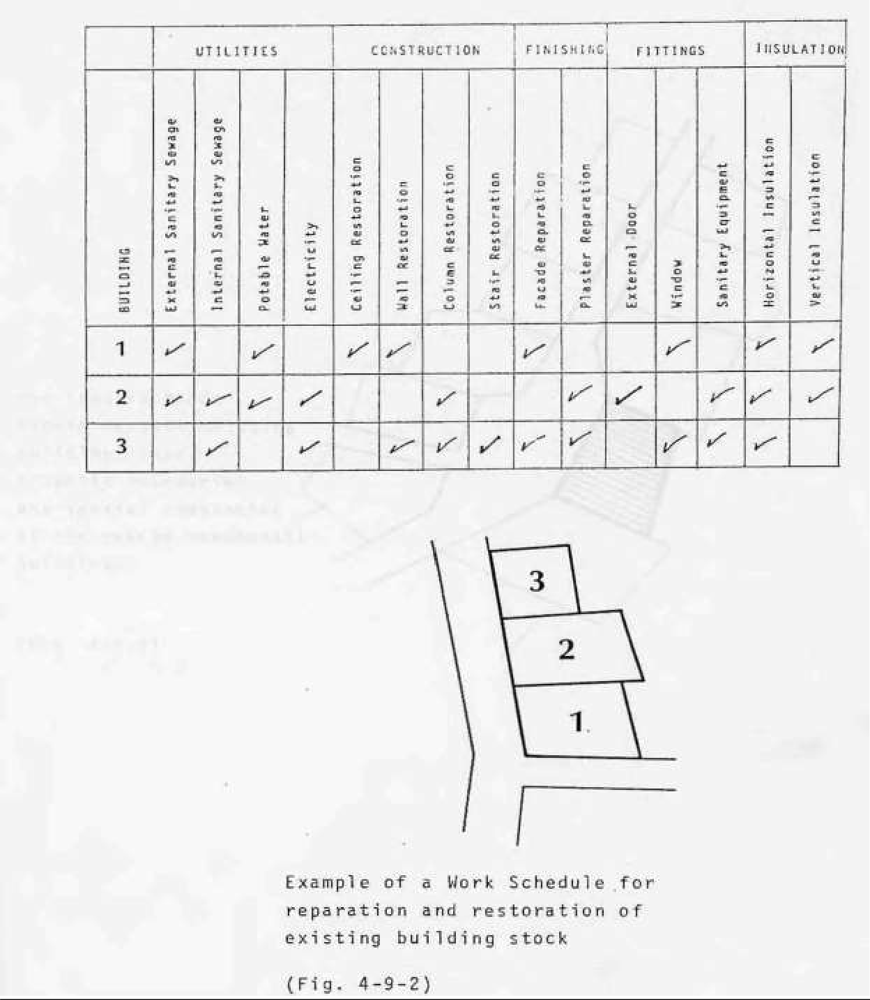 UTILITIES CONSTRUCTION FINISHING FITTINGS INSULATION
BUILDING
External Sanitary Sewage
Internal Sanitary Sewage
Potable Water
Electricity
Ceiling Restoration
Wall Restoration
Column Restoration
Stair Restoration
Facade Reparation
Plaster Reparation
External Door
Window
Sanitary Equipment
Horizontal Insulation
Vertical Insulation
1 ✓ ✓ ✓ ✓ ✓ ✓ ✓ ✓
2 ✓ ✓ ✓ ✓ ✓ ✓ ✓ ✓ ✓ ✓
3 ✓ ✓ ✓ ✓ ✓ ✓ ✓ ✓ ✓ ✓
3
2
1
Example of a Work Schedule for
reparation and restoration of
existing building stock
(Fig. 4-9-2)